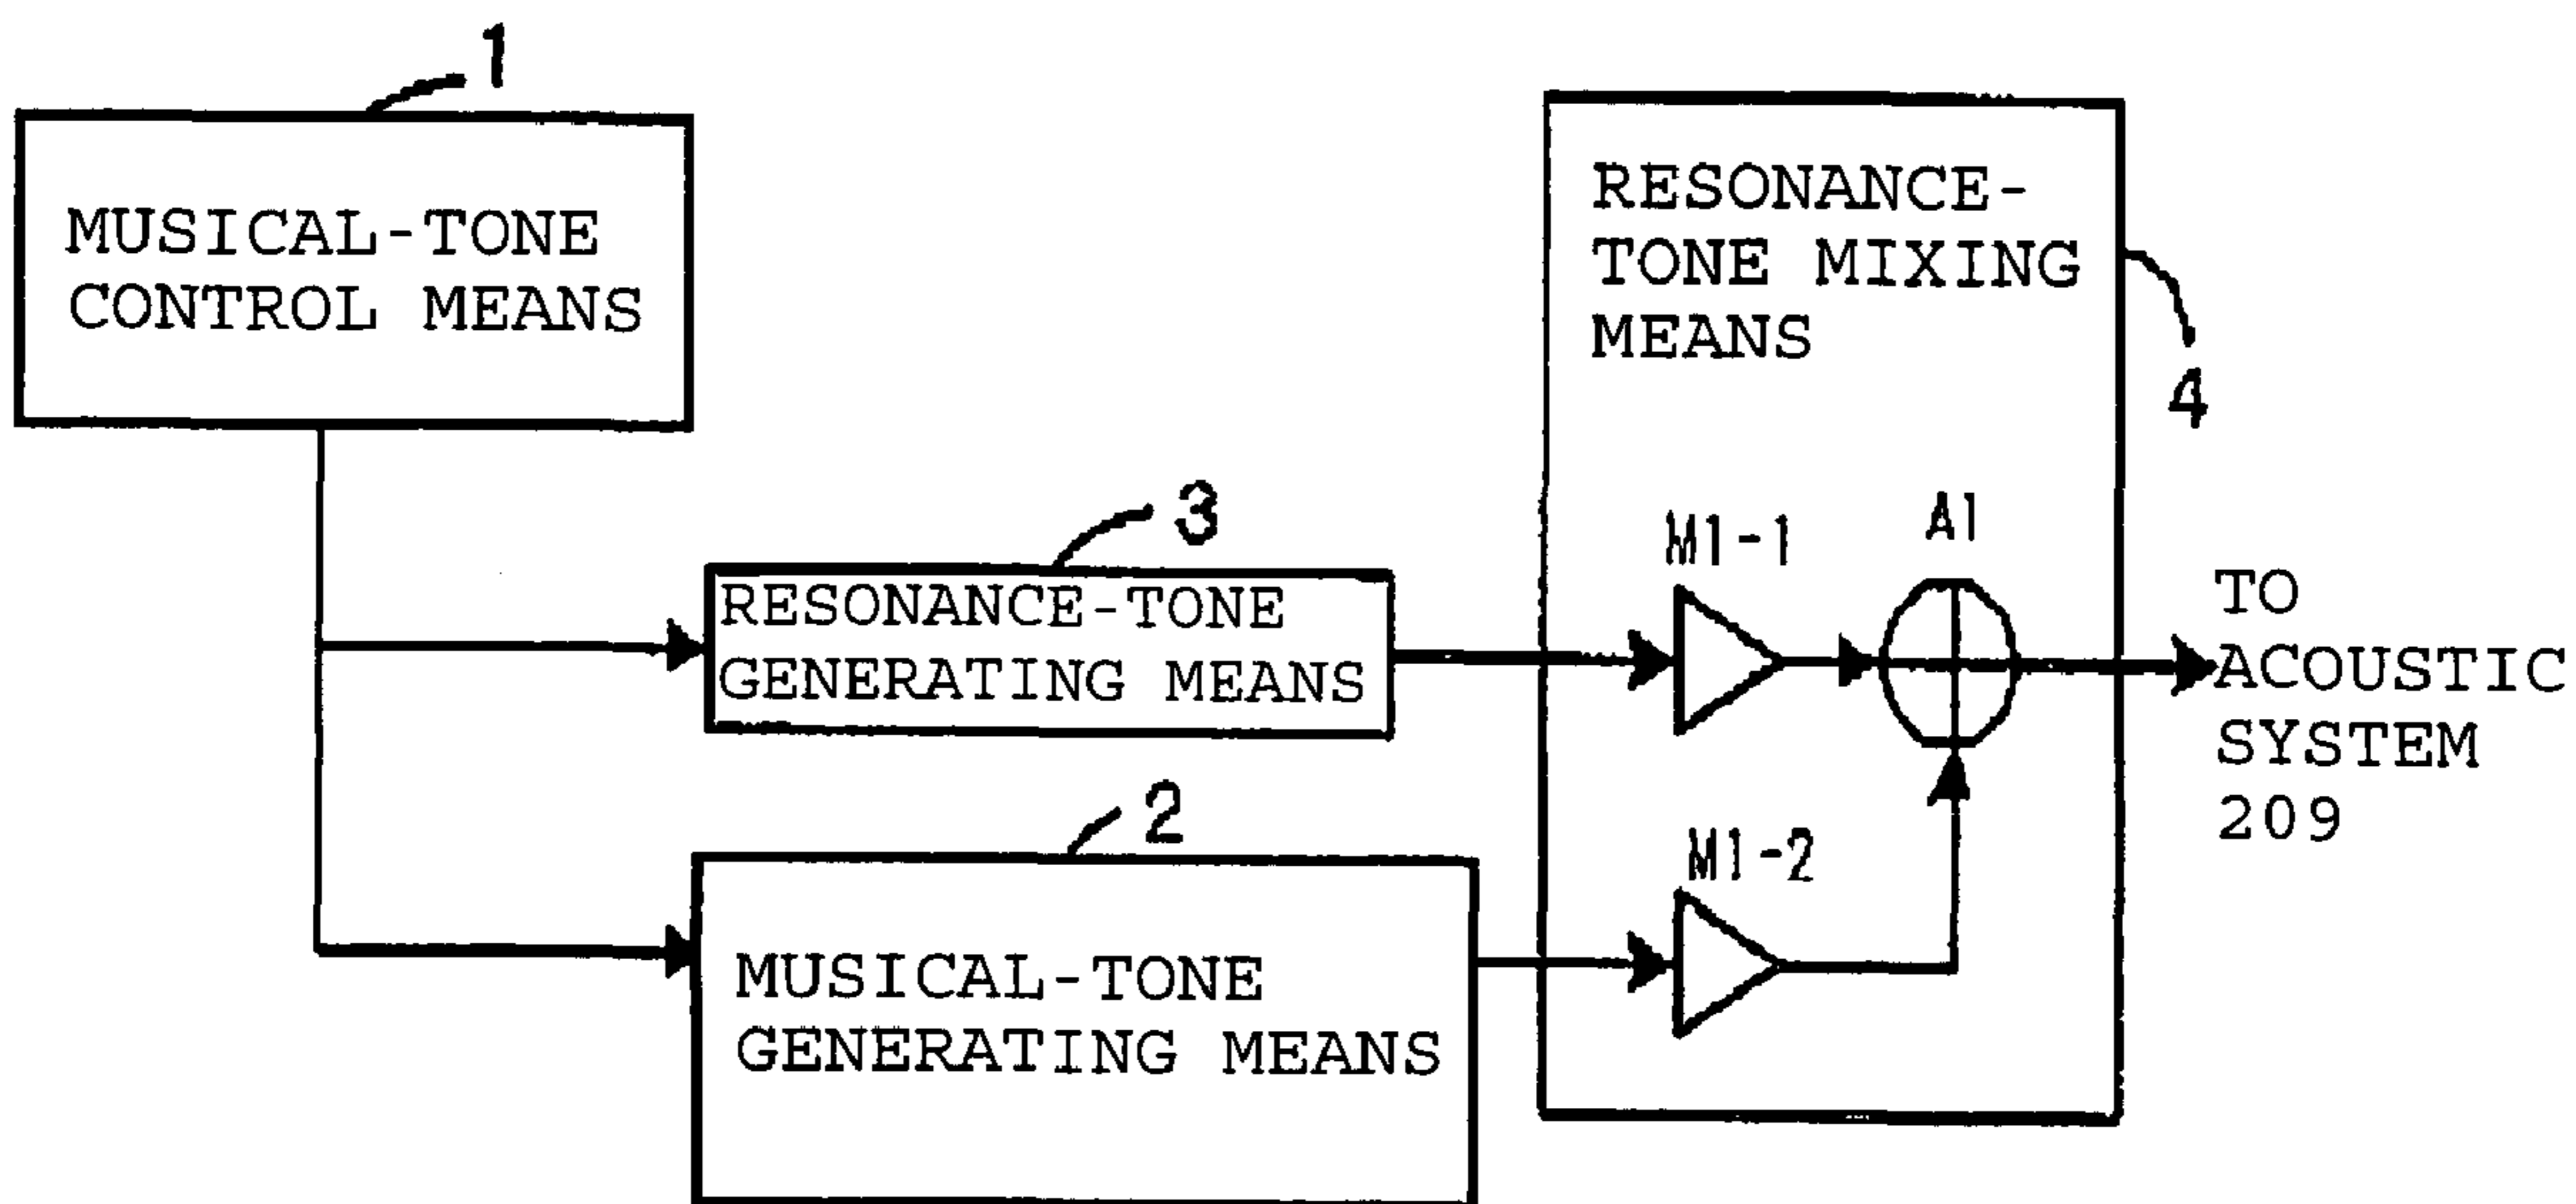 1
MUSICAL-TONE
CONTROL MEANS
3
RESONANCE-TONE
GENERATING MEANS
2
MUSICAL-TONE
GENERATING MEANS
RESONANCE-
TONE MIXING
MEANS
4
M1-1
A1
M1-2
TO
ACOUSTIC
SYSTEM
209